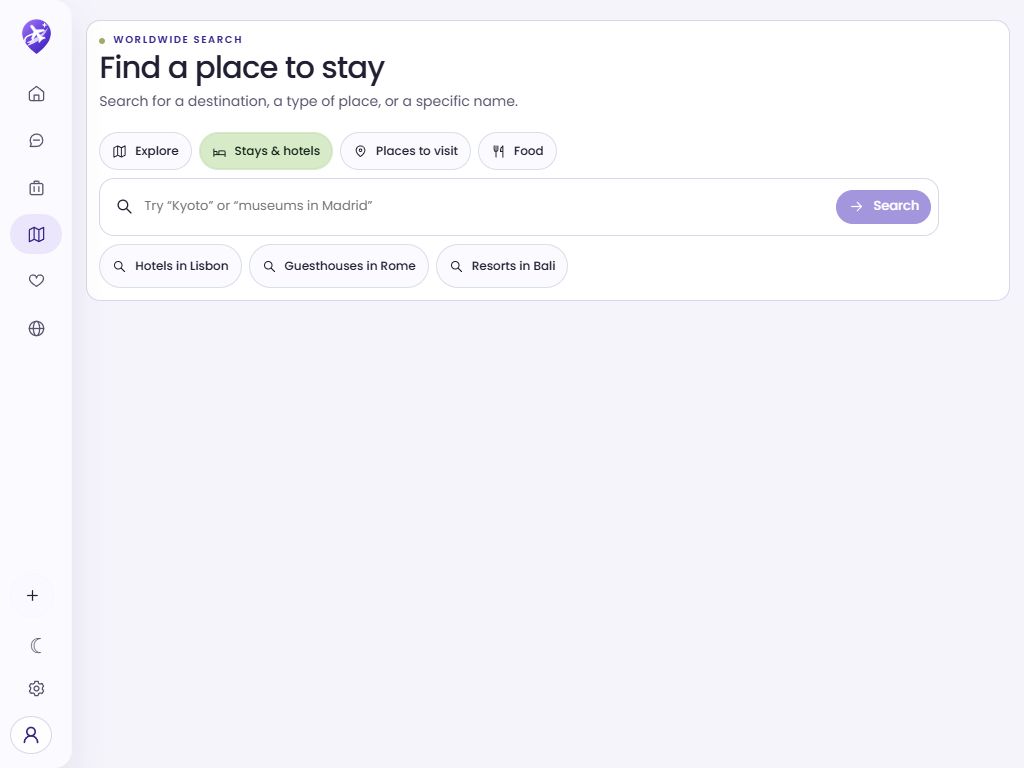 WORLDWIDE SEARCH
Find a place to stay
Search for a destination, a type of place, or a specific name.
Explore
Stays & hotels
Places to visit
Food
Try “Kyoto” or “museums in Madrid”
Search
Hotels in Lisbon
Guesthouses in Rome
Resorts in Bali